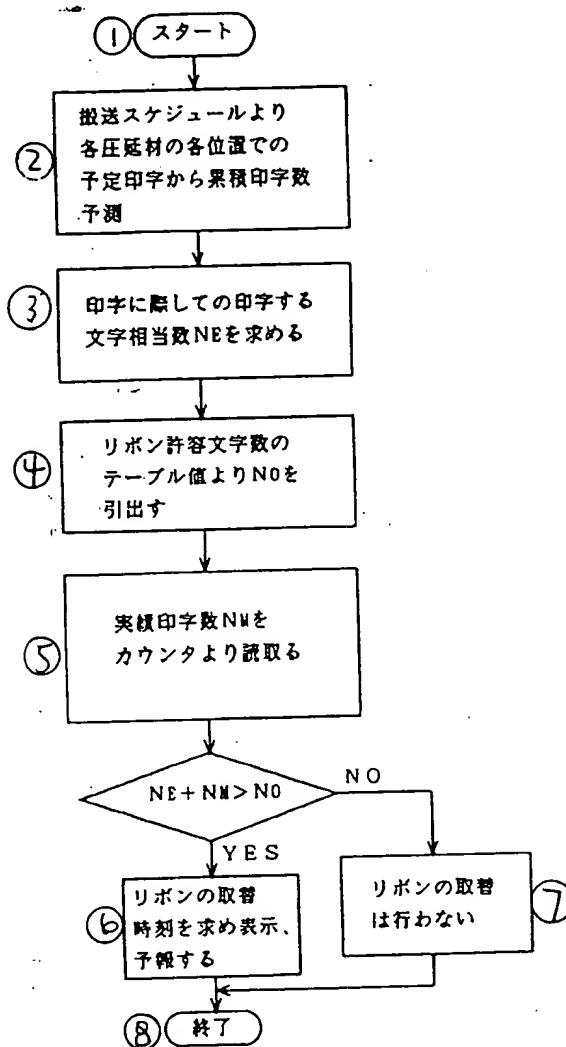 ① スタート
搬送スケジュールより
各圧延材の各位置での
② 予定印字から累積印字数
予測
③ 印字に際しての印字する
文字相当数NEを求める
リボン許容文字数の
④ テーブル値よりN0を
引出す
実績印字数NMを
⑤ カウンタより読取る
NE+NM>N0
NO
YES
リボンの取替
⑥ 時刻を求め表示、
予報する
リボンの取替
は行わない ⑦
⑧ 終了